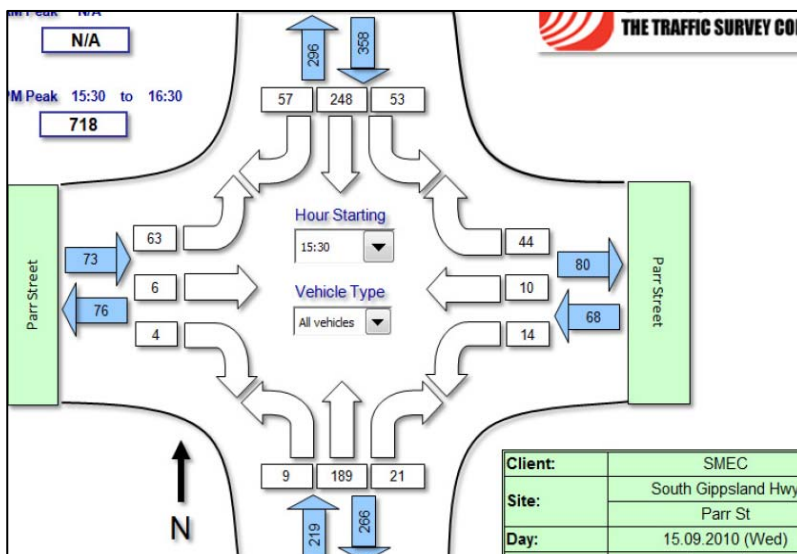 N/A
N/A
PM Peak 15:30 to 16:30
718
THE TRAFFIC SURVEY
296
358
57 248 53
Hour Starting
15:30
Vehicle Type
All vehicles
63
6
4
73
76
Parr Street
44
10
14
80
68
Parr Street
9 189 21
219
266
N
Client: SMEC
Site: South Gippsland Hwy
Parr St
Day: 15.09.2010 (Wed)